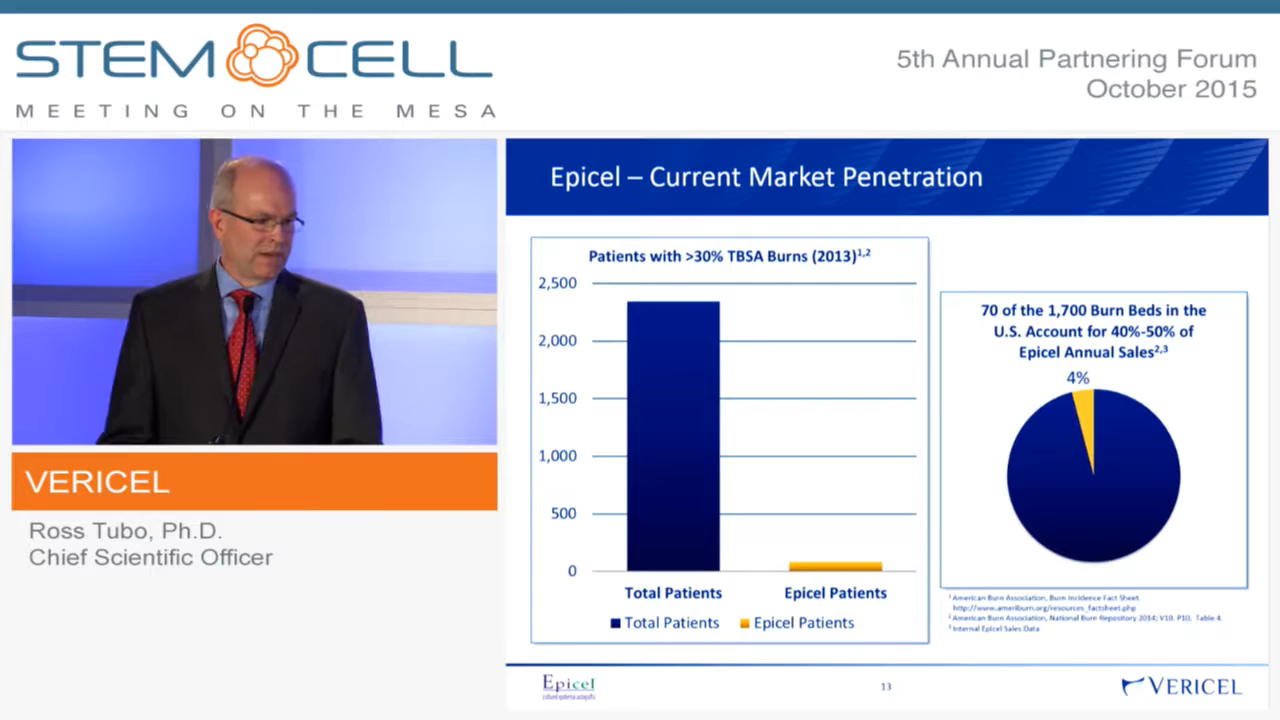 STEM CELL
MEETING ON THE MESA
5th Annual Partnering Forum
October 2015
VERICEL
Ross Tubo, Ph.D.
Chief Scientific Officer
Epicel – Current Market Penetration
Patients with >30% TBSA Burns (2013)1,2
2,500
2,000
1,500
1,000
500
0
Total Patients Epicel Patients
Total Patients Epicel Patients
70 of the 1,700 Burn Beds in the
U.S. Account for 40%-50% of
Epicel Annual Sales2,3
4%
1 American Burn Association, Burn Incidence Fact Sheet.
http://www.ameriburn.org/resources_factsheet.php
2 American Burn Association, National Burn Repository 2014; V10. P10. Table 4.
3 Internal Epicel Sales Data
Epicel
cultured epidermal autografts
13
VERICEL